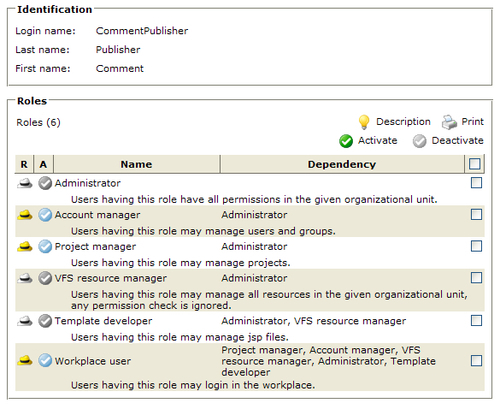 Identification
Login name: CommentPublisher
Last name: Publisher
First name: Comment
Roles
Roles (6) Description Print
Activate Deactivate
R A Name Dependency
Administrator
Users having this role have all permissions in the given organizational unit.
Account manager Administrator
Users having this role may manage users and groups.
Project manager Administrator
Users having this role may manage projects.
VFS resource manager Administrator
Users having this role may manage all resources in the given organizational unit,
any permission check is ignored.
Template developer Administrator, VFS resource manager
Users having this role may manage jsp files.
Project manager, Account manager, VFS
Workplace user resource manager, Administrator, Template
developer
Users having this role may login in the workplace.